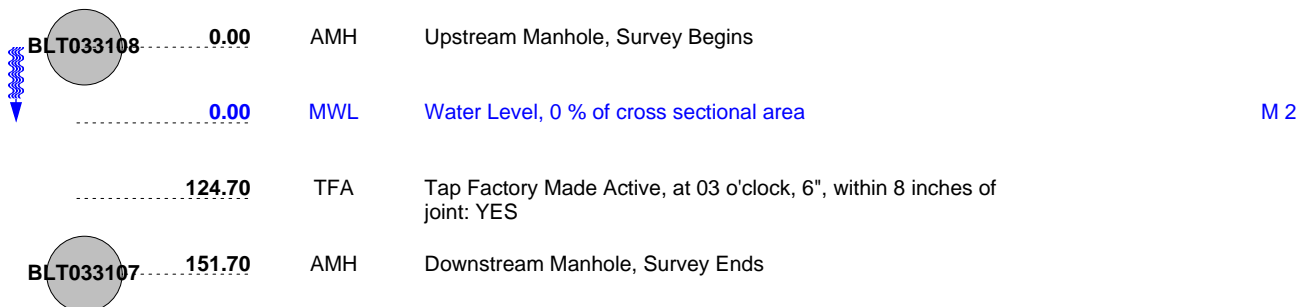 BLT033108 0.00 AMH Upstream Manhole, Survey Begins
0.00 MWL Water Level, 0 % of cross sectional area M 2
124.70 TFA Tap Factory Made Active, at 03 o'clock, 6", within 8 inches of
joint: YES
BLT033107 151.70 AMH Downstream Manhole, Survey Ends